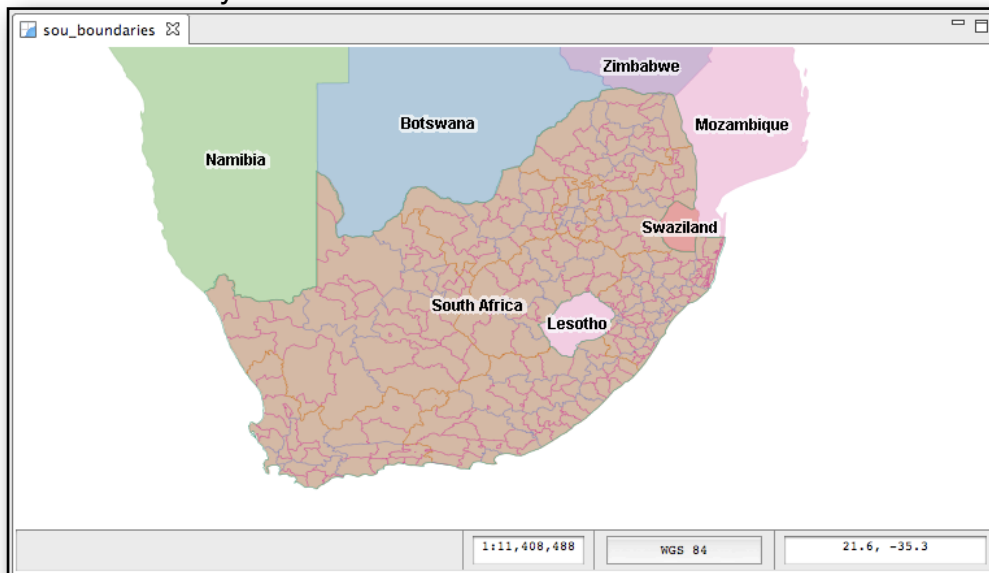 sou_boundaries
Zimbabwe
Botswana
Mozambique
Namibia
Swaziland
South Africa
Lesotho
1:11,408,488
WGS 84
21.6, -35.3